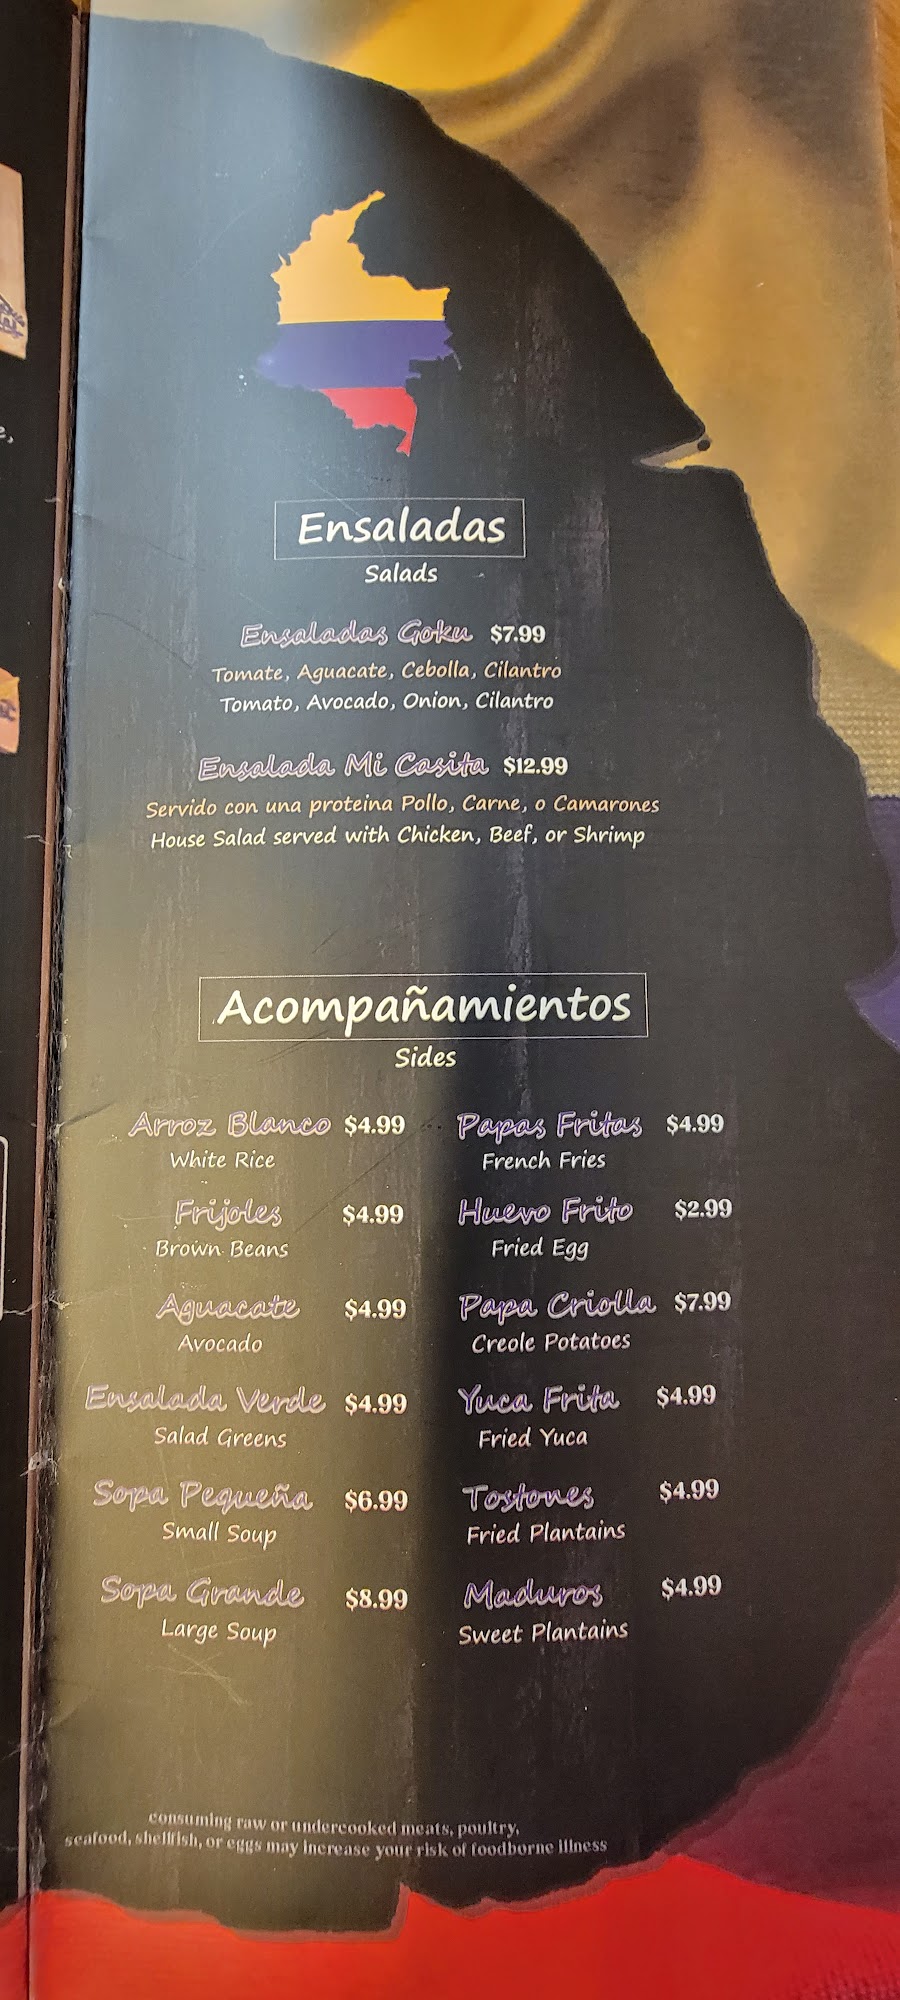 Ensaladas
Salads
Ensaladas Goku $7.99
Tomate, Aguacate, Cebolla, Cilantro
Tomato, Avocado, Onion, Cilantro
Ensalada Mi Casita $12.99
Servido con una proteina Pollo, Carne, o Camarones
House Salad served with Chicken, Beef, or Shrimp
Acompañamientos
Sides
Arroz Blanco $4.99
White Rice
Frijoles $4.99
Brown Beans
Aguacate $4.99
Avocado
Ensalada Verde $4.99
Salad Greens
Sopa Pequeña $6.99
Small Soup
Sopa Grande $8.99
Large Soup
Papas Fritas $4.99
French Fries
Huevo Frito $2.99
Fried Egg
Papa Criolla $7.99
Creole Potatoes
Yuca Frita $4.99
Fried Yuca
Tostones $4.99
Fried Plantains
Maduros $4.99
Sweet Plantains
consuming raw or undercooked meats, poultry,
seafood, shellfish, or eggs may increase your risk of foodborne illness